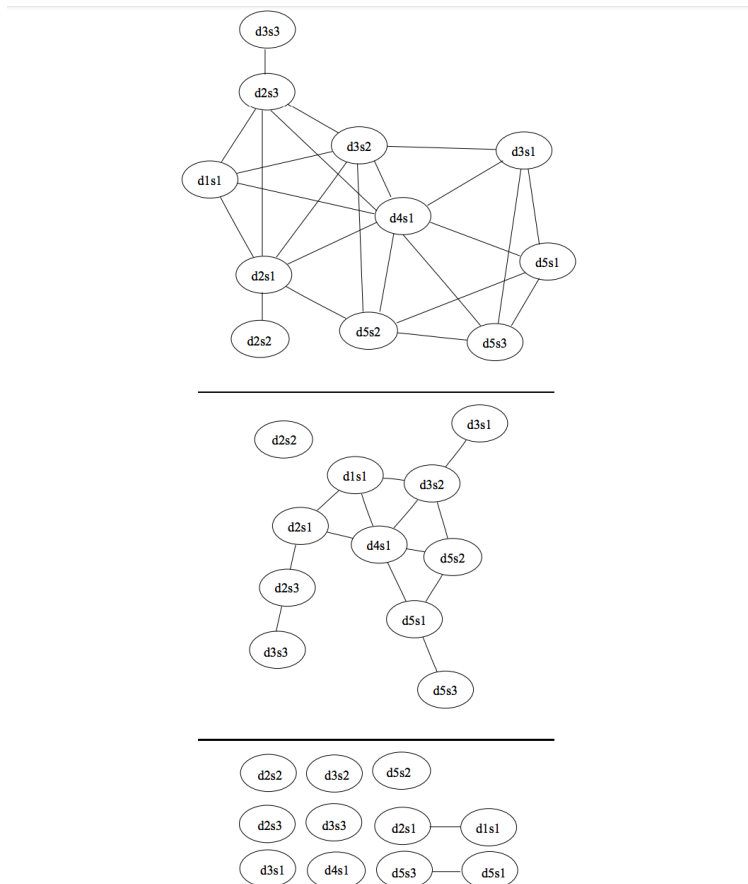 d3s3
d2s3
d3s2
d3s1
d1s1
d4s1
d5s1
d2s1
d5s2
d5s3
d2s2
d3s1
d2s2
d1s1
d3s2
d2s1
d4s1
d5s2
d2s3
d5s1
d3s3
d5s3
d2s2 d3s2 d5s2
d2s3 d3s3 d2s1 d1s1
d3s1 d4s1 d5s3 d5s1